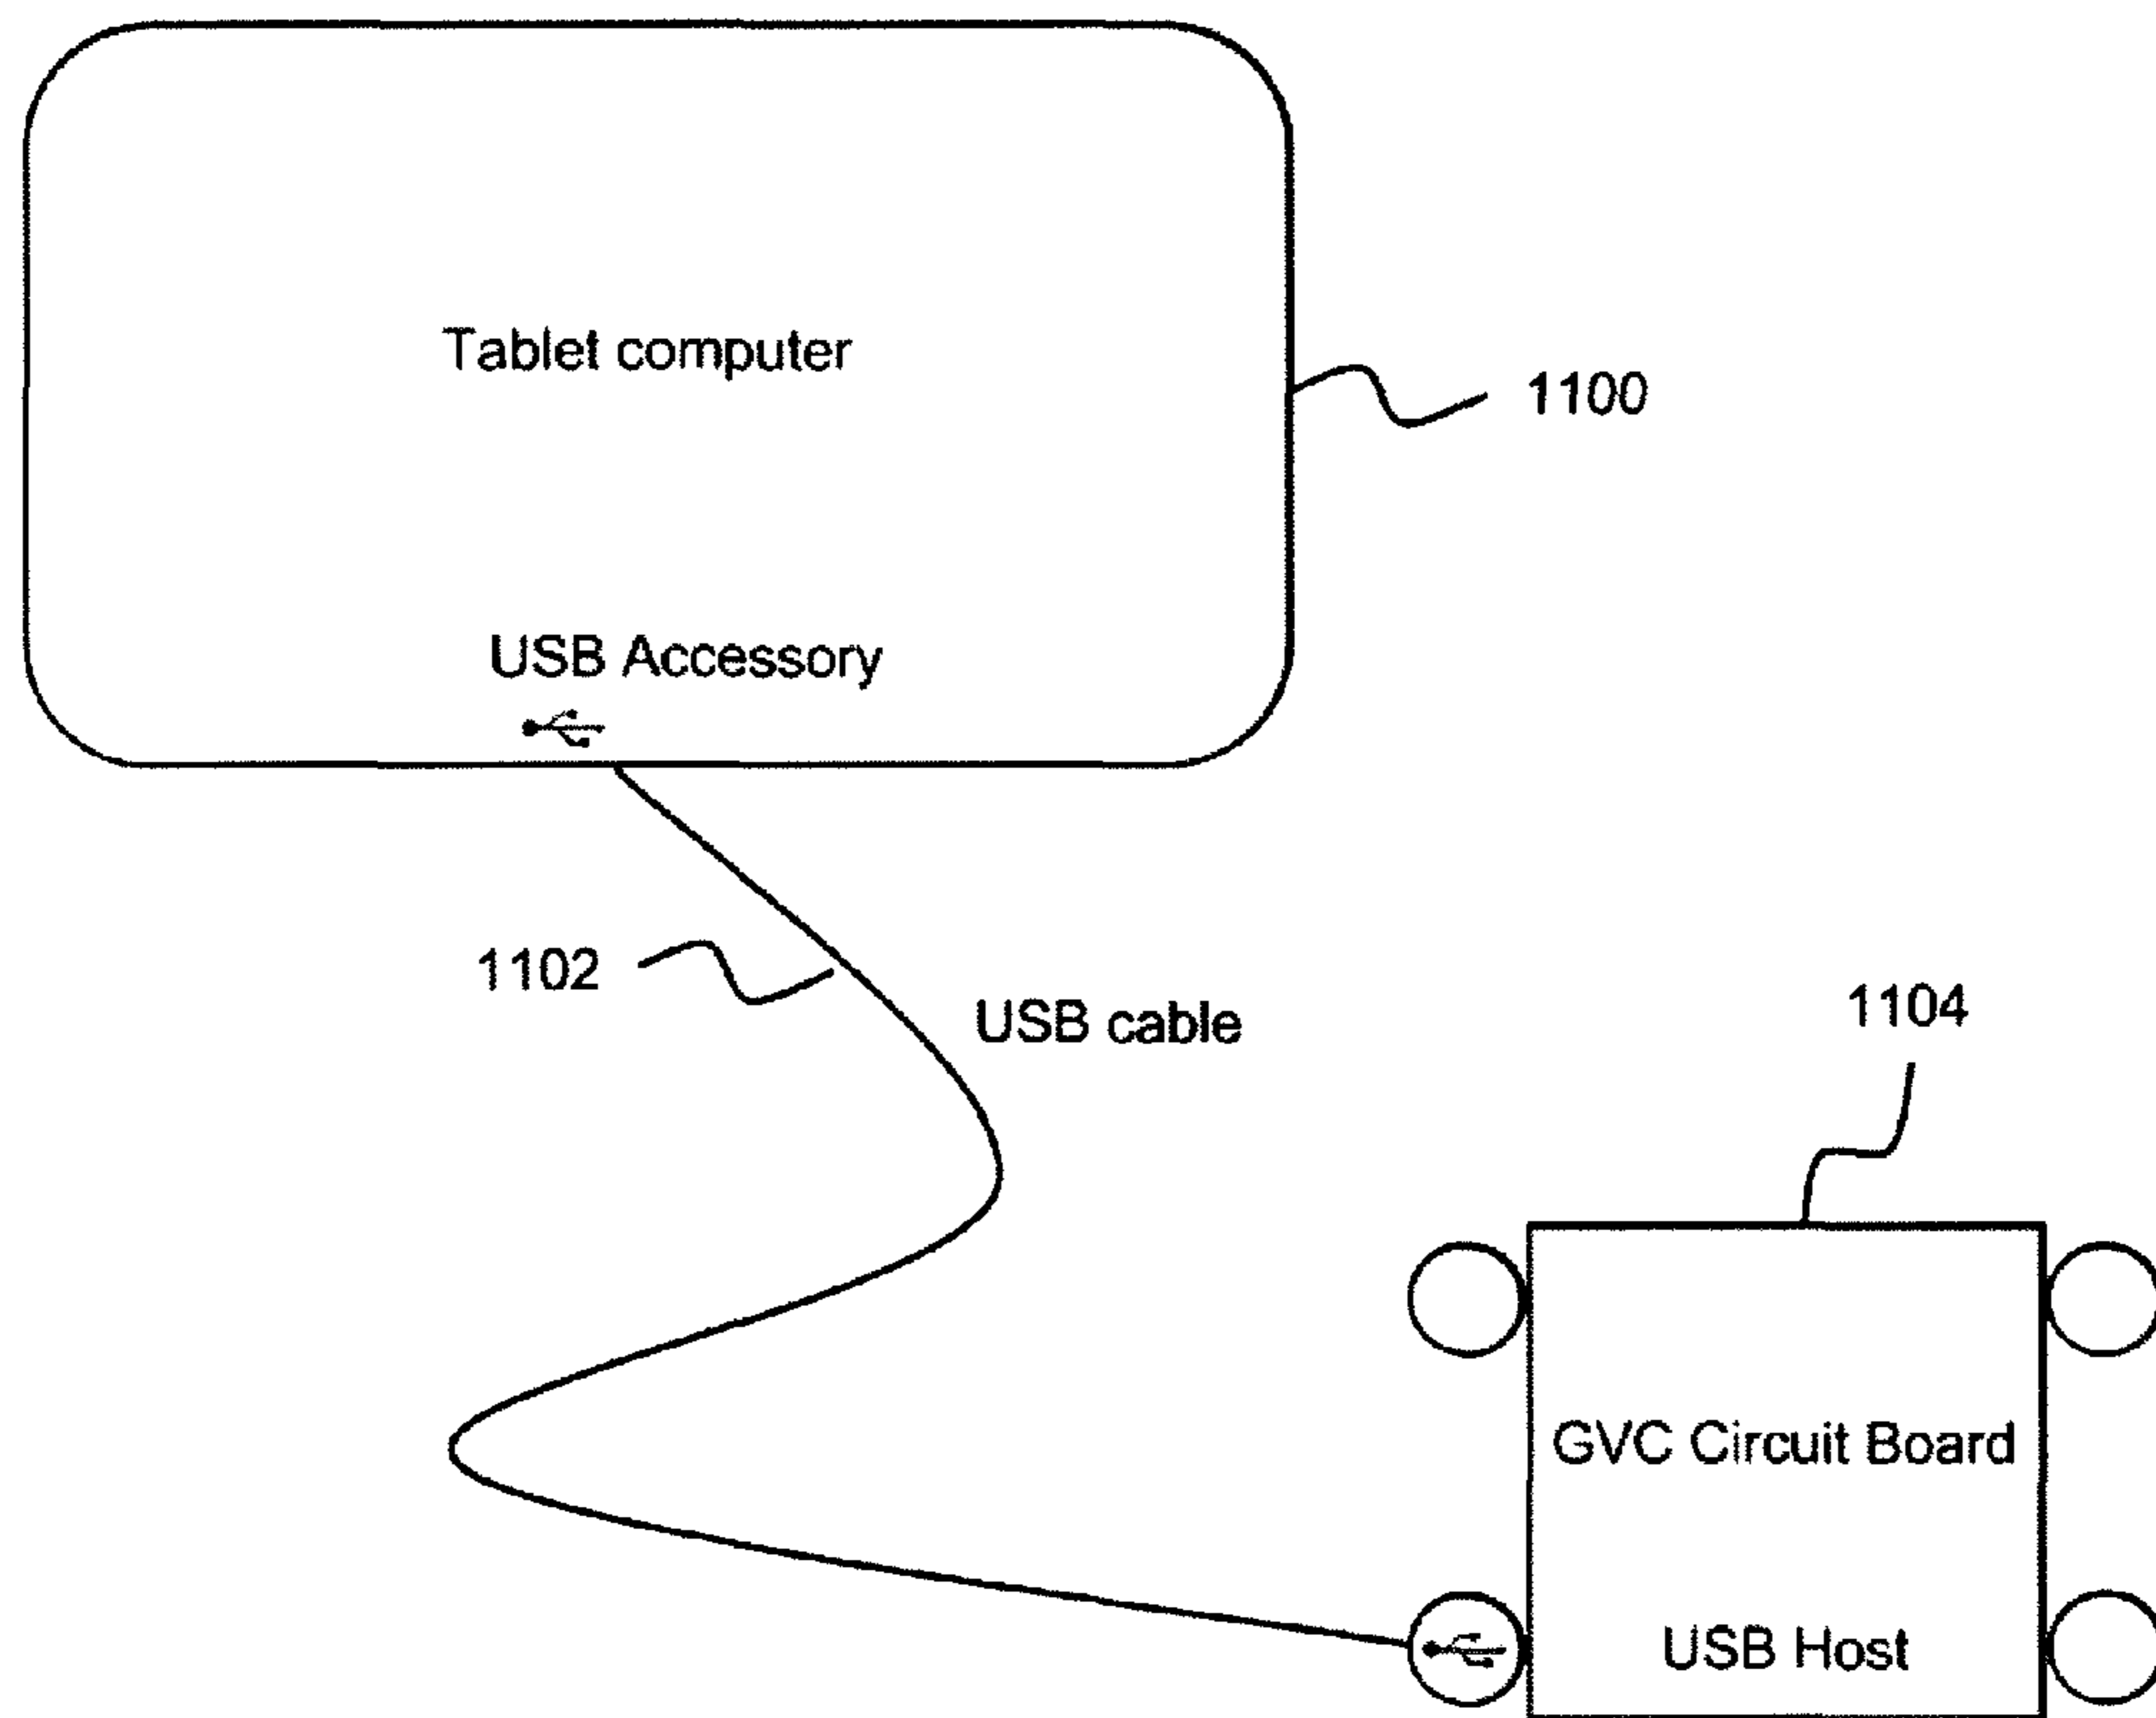 Tablet computer
1100
USB Accessory
1102
USB cable
1104
GVC Circuit Board
USB Host